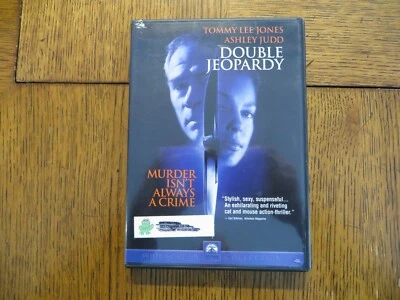 TOMMY LEE JONES
ASHLEY JUDD
DOUBLE
JEOPARDY
MURDER
ISN'T
ALWAYS
A CRIME
"Stylish, sexy, suspenseful...
An exhilarating and riveting
cat and mouse action-thriller."